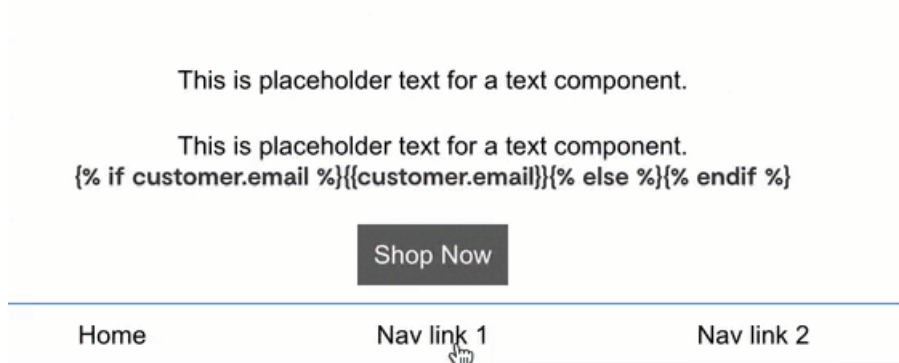 This is placeholder text for a text component.
This is placeholder text for a text component.
{% if customer.email %}{{customer.email}}{% else %}{% endif %}
Shop Now
Home Nav link 1 Nav link 2